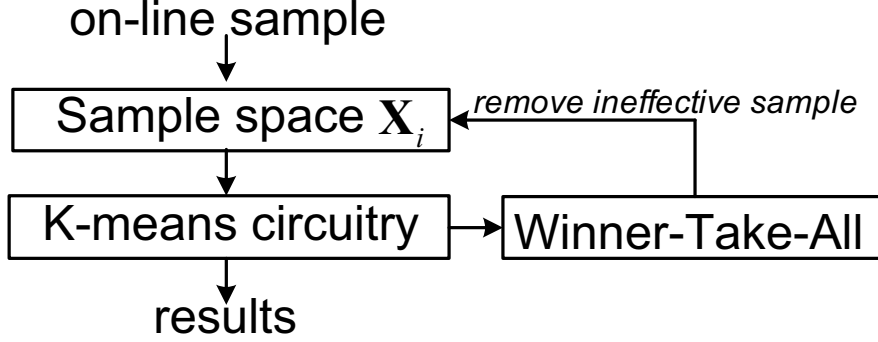 on-line sample
Sample space X_i
remove ineffective sample
K-means circuitry
Winner-Take-All
results